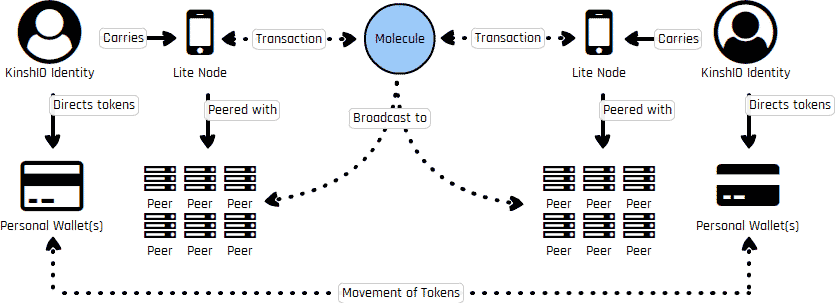 Carries
Transaction
Molecule
Transaction
Carries
KinshIO Identity
Lite Node
Lite Node
KinshIO Identity
Directs tokens
Peered with
Broadcast to
Peered with
Directs tokens
Peer Peer Peer
Peer Peer Peer
Personal Wallet(s)
Personal Wallet(s)
Peer Peer Peer
Peer Peer Peer
Movement of Tokens